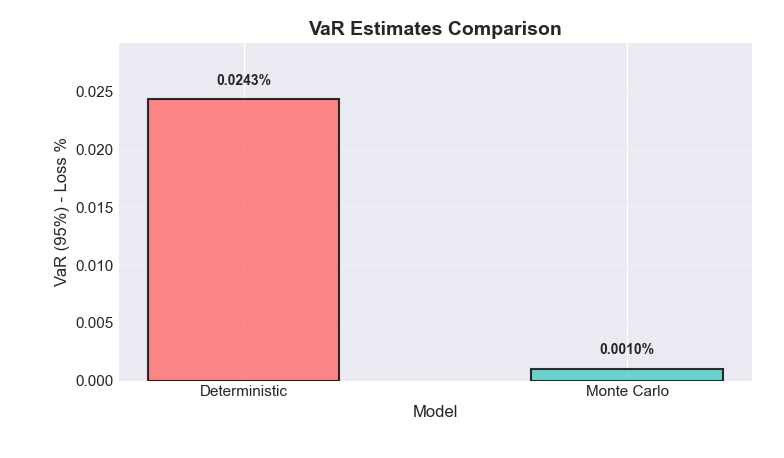 VaR Estimates Comparison
VaR (95%) - Loss %
0.025
0.020
0.015
0.010
0.005
0.000
0.0243%
0.0010%
Deterministic
Monte Carlo
Model